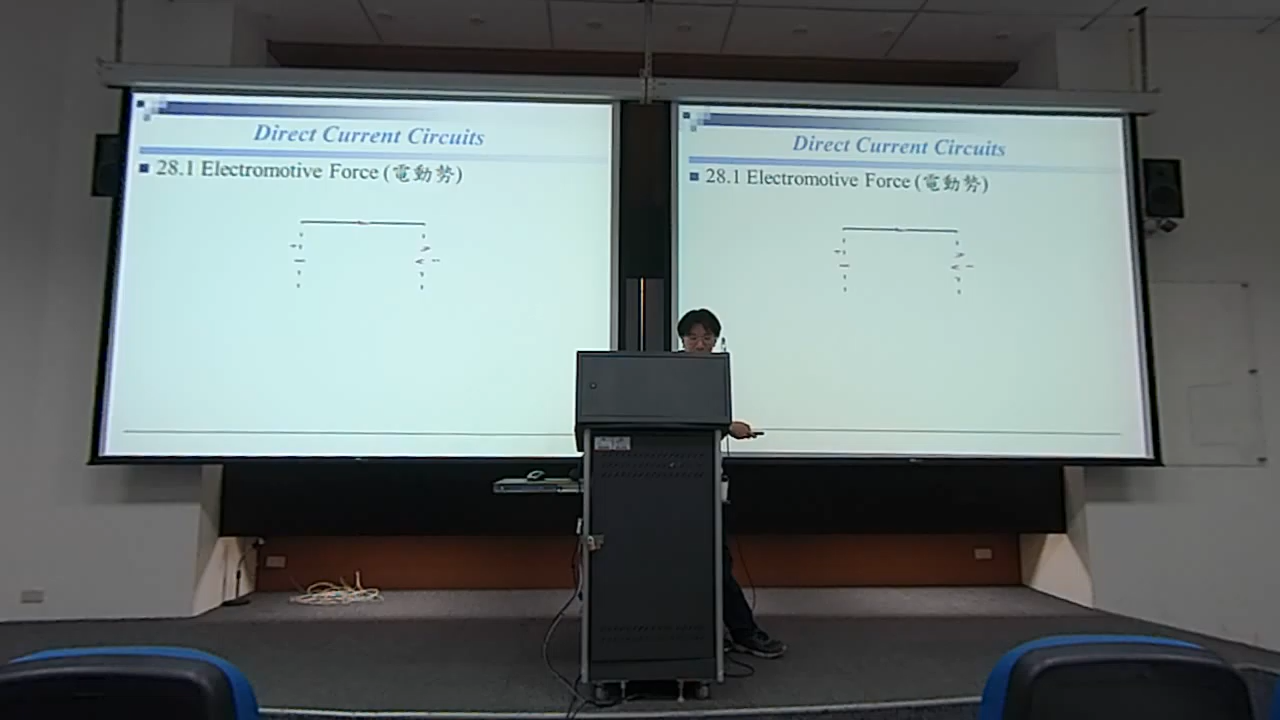 Direct Current Circuits
28.1 Electromotive Force (電動勢)
Direct Current Circuits
28.1 Electromotive Force (電動勢)